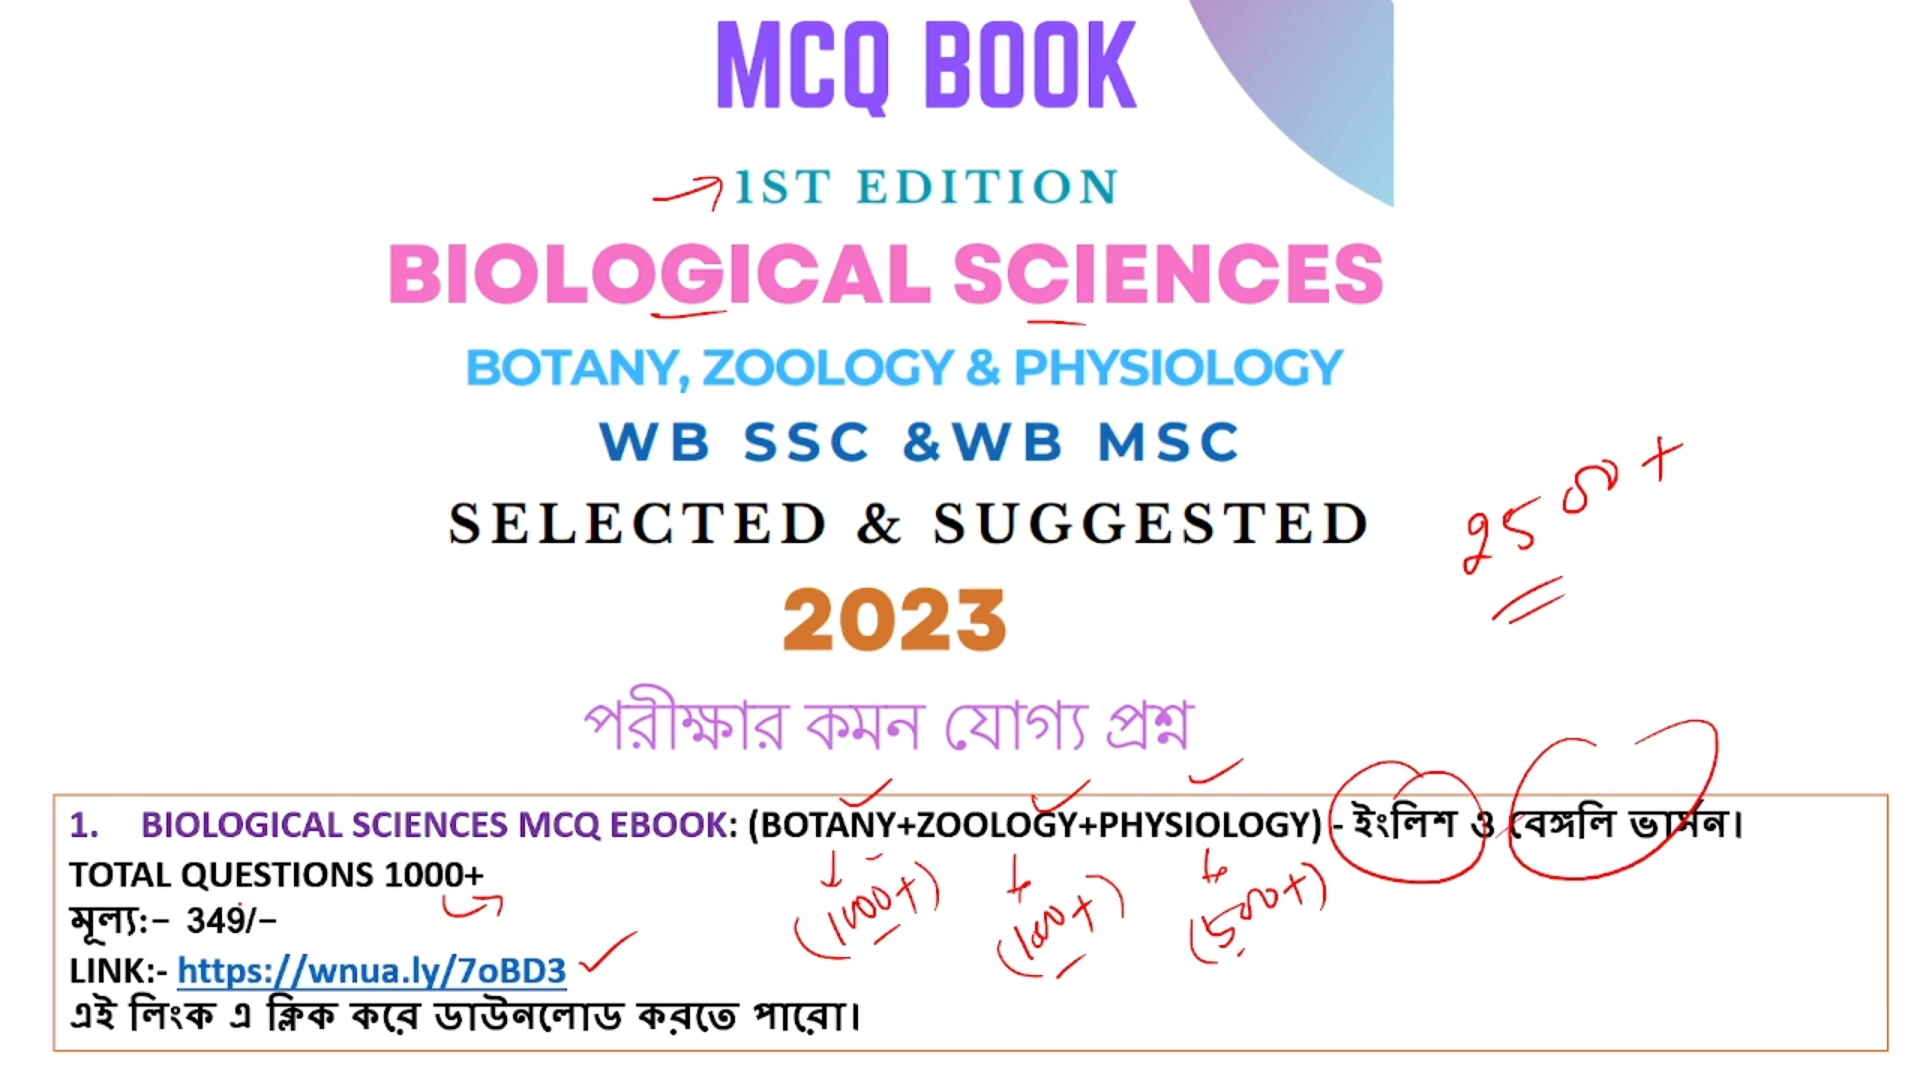 MCQ BOOK
1ST EDITION
BIOLOGICAL SCIENCES
BOTANY, ZOOLOGY & PHYSIOLOGY
WB SSC &WB MSC
SELECTED & SUGGESTED
2500+
2023
পরীক্ষার কমন যোগ্য প্রশ্ন
1. BIOLOGICAL SCIENCES MCQ EBOOK: (BOTANY+ZOOLOGY+PHYSIOLOGY) - ইংলিশ ও বেঙ্গলি ভার্সন।
TOTAL QUESTIONS 1000+
(1000+) (1000+) (500+)
মূল্য:– 349/–
LINK:- https://wnua.ly/7oBD3
এই লিংক এ ক্লিক করে ডাউনলোড করতে পারো।